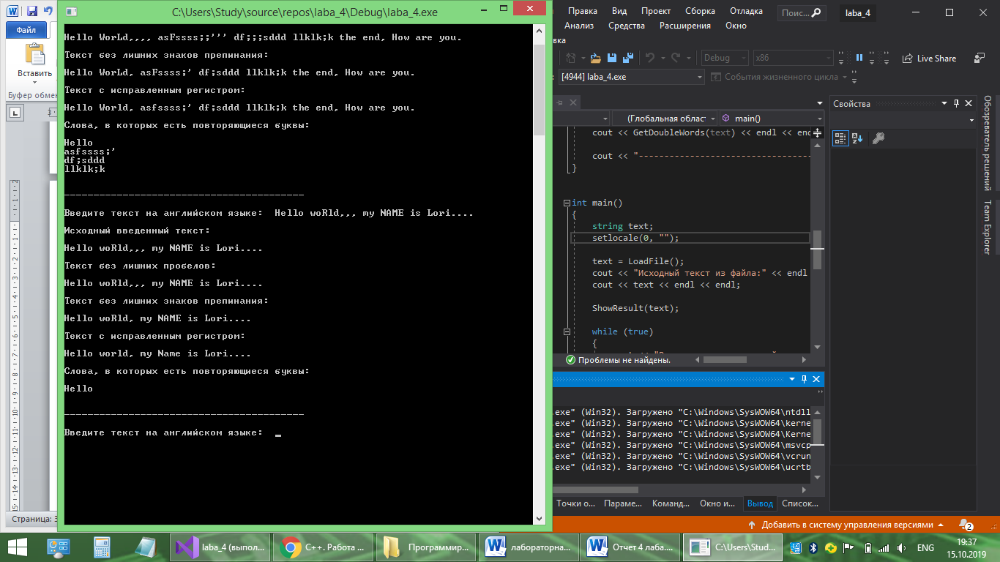 C:\Users\Study\source\repos\laba_4\Debug\laba_4.exe
Hello WorLd,,,, asFssss;;''' df;;;sddd llklk;k the end, How are you.
Текст без лишних знаков препинания:
Hello WorLd, asFssss;' df;sddd llklk;k the end, How are you.
Текст с исправленным регистром:
Hello World, asfssss;' df;sddd llklk;k the end, How are you.
Слова, в которых есть повторяющиеся буквы:
Hello
asfssss;'
df;sddd
llklk;k
-----------------------------------------
Введите текст на английском языке:  Hello woRld,,, my NAME is Lori....
Исходный введенный текст:
Hello woRld,,, my NAME is Lori....
Текст без лишних пробелов:
Hello woRld,,, my NAME is Lori....
Текст без лишних знаков препинания:
Hello woRld, my NAME is Lori....
Текст с исправленным регистром:
Hello world, my Name is Lori....
Слова, в которых есть повторяющиеся буквы:
Hello
-----------------------------------------
Введите текст на английском языке:  _
Файл
Вставить
Буфер обмен
Страница: 3
Правка Вид Проект Сборка Отладка Поиск... laba_4
Анализ Средства Расширения Окно
вка
Debug x86 Live Share
[4944] laba_4.exe События жизненного цикла
(Глобальная област main()
cout << GetDoubleWords(text) << endl << end
cout << "---------------------------------
}
int main()
{
string text;
setlocale(0, "");
text = LoadFile();
cout << "Исходный текст из файла:" << endl
cout << text << endl << endl;
ShowResult(text);
while (true)
{
Проблемы не найдены.
Свойства
Обозреватель решений
Team Explorer
.exe" (Win32). Загружено "C:\Windows\SysWOW64\ntdll
.exe" (Win32). Загружено "C:\Windows\SysWOW64\kerne
.exe" (Win32). Загружено "C:\Windows\SysWOW64\Kerne
.exe" (Win32). Загружено "C:\Windows\SysWOW64\msvcp
.exe" (Win32). Загружено "C:\Windows\SysWOW64\vcrun
.exe" (Win32). Загружено "C:\Windows\SysWOW64\ucrtb
Точки о... Параме... Команд... Окно и... Вывод Список...
Добавить в систему управления версиями 2
laba_4 (выпол... C++. Работа ... Программир... лабораторна... Отчет 4 лаба.... C:\Users\Stud... ENG 19:37
15.10.2019